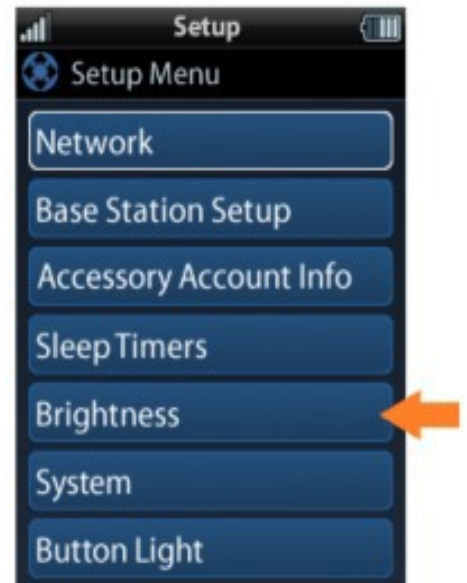 Setup
Setup Menu
Network
Base Station Setup
Accessory Account Info
Sleep Timers
Brightness
System
Button Light